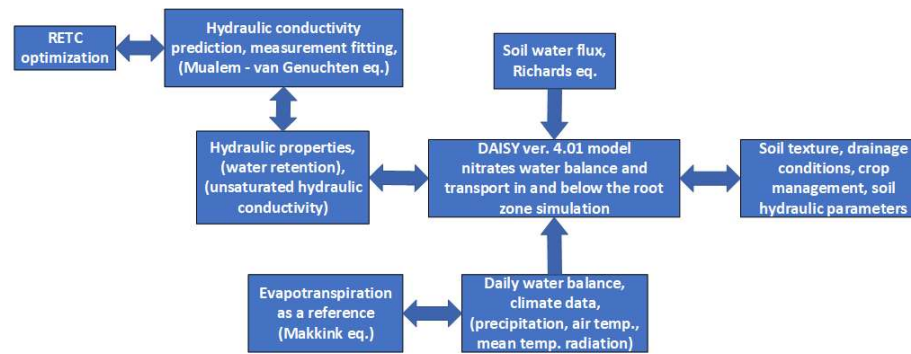 RETC
optimization
Hydraulic conductivity
prediction, measurement fitting,
(Mualem - van Genuchten eq.)
Soil water flux,
Richards eq.
Hydraulic properties,
(water retention),
(unsaturated hydraulic
conductivity)
DAISY ver. 4.01 model
nitrates water balance and
transport in and below the root
zone simulation
Soil texture, drainage
conditions, crop
management, soil
hydraulic parameters
Evapotranspiration
as a reference
(Makkink eq.)
Daily water balance,
climate data,
(precipitation, air temp.,
mean temp. radiation)